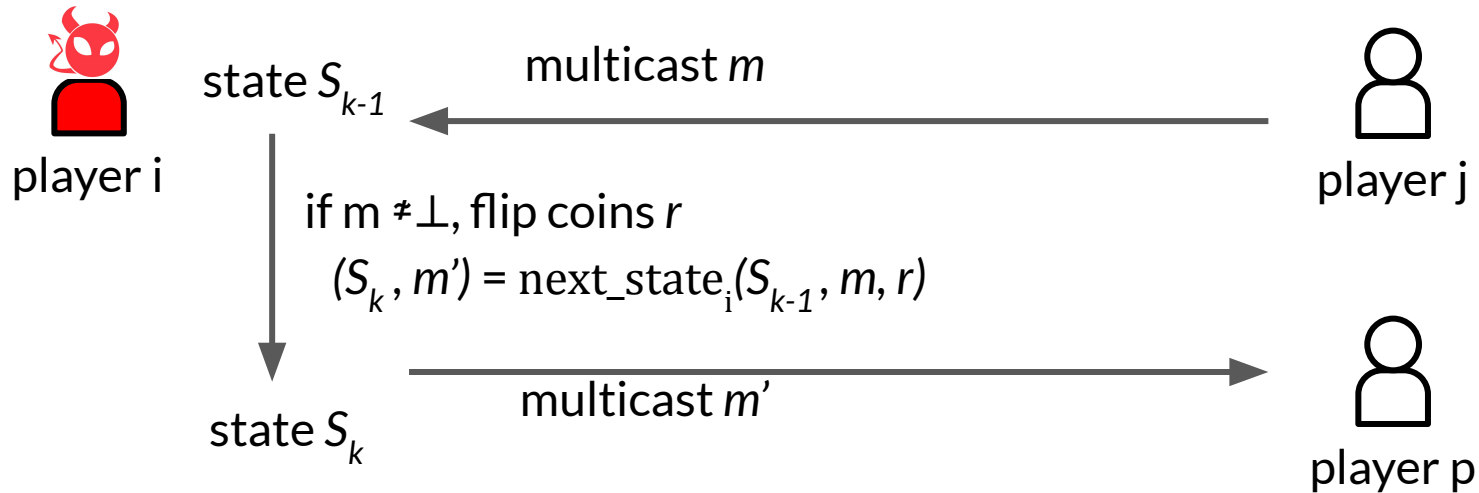 state S_{k-1}
multicast m
player i
player j
if m ≠⊥, flip coins r
(S_k , m’) = next_state_i(S_{k-1} , m, r)
multicast m’
state S_k
player p